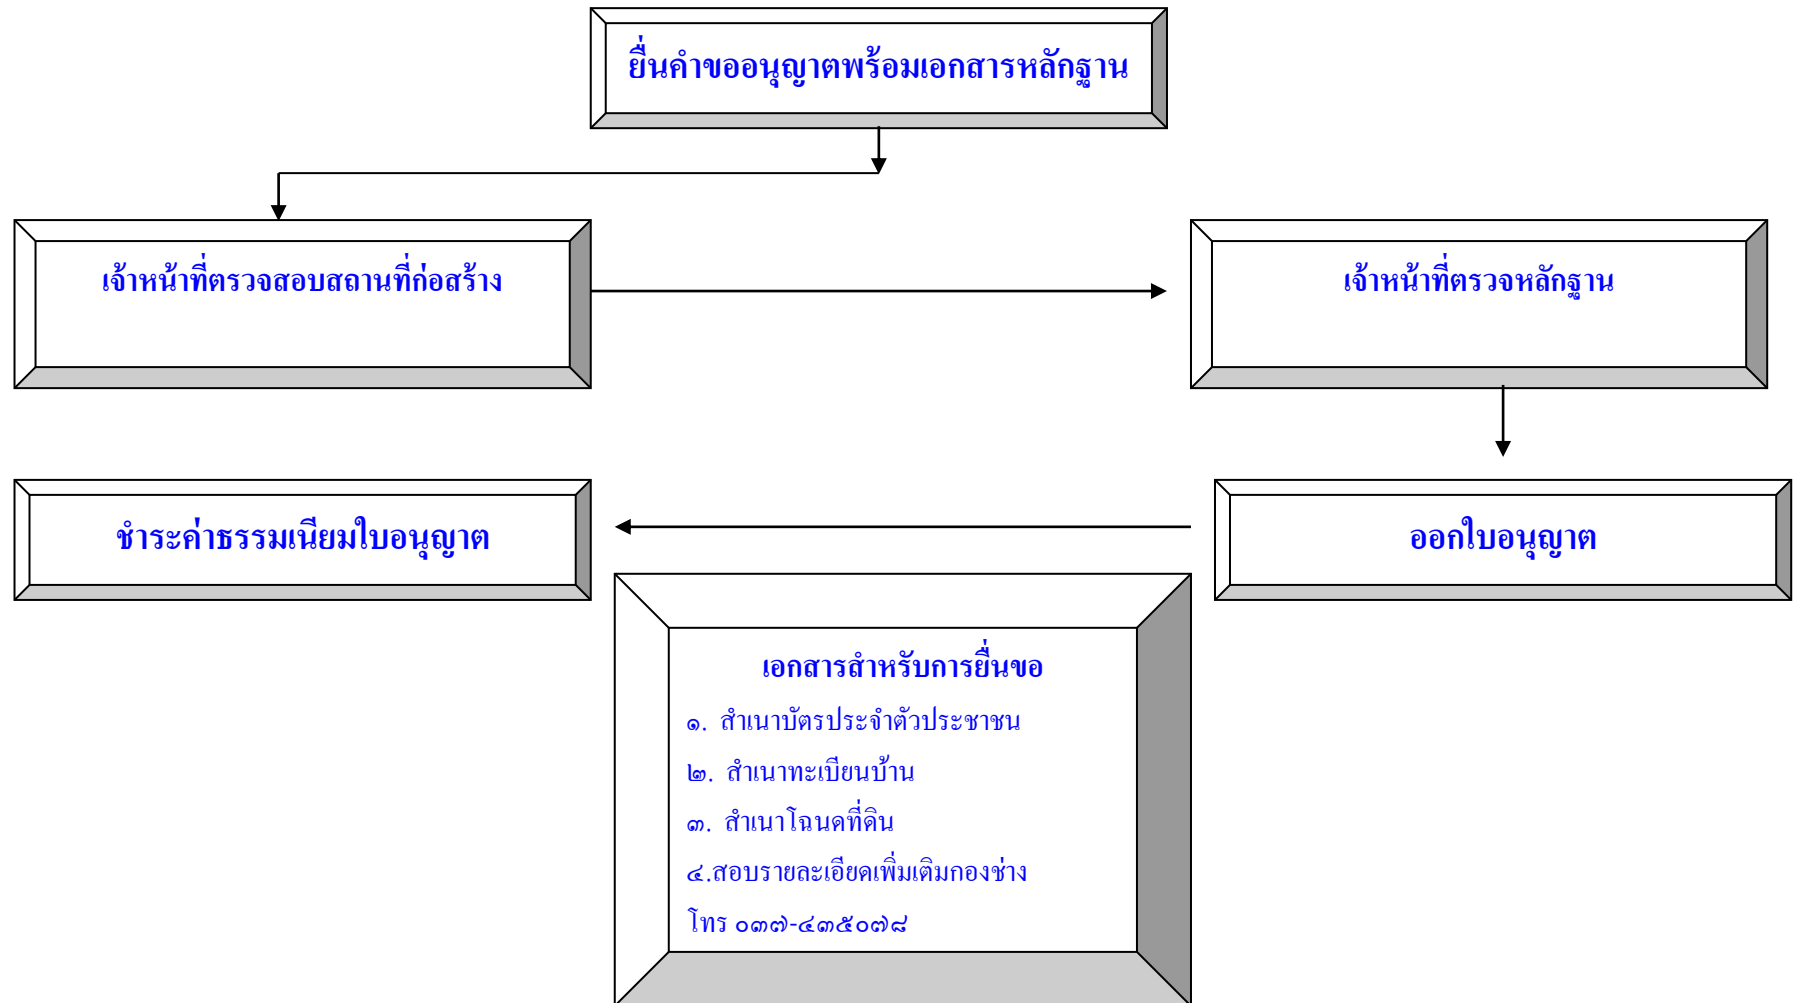 ยื่นคำขออนุญาตพร้อมเอกสารหลักฐาน
เจ้าหน้าที่ตรวจสอบสถานที่ก่อสร้าง
เจ้าหน้าที่ตรวจหลักฐาน
ชำระค่าธรรมเนียมใบอนุญาต
ออกใบอนุญาต
เอกสารสำหรับการยื่นขอ
๑. สำเนาบัตรประจำตัวประชาชน
๒. สำเนาทะเบียนบ้าน
๓. สำเนาโฉนดที่ดิน
๔.สอบรายละเอียดเพิ่มเติมกองช่าง
โทร ๐๓๗-๔๓๕๐๗๘